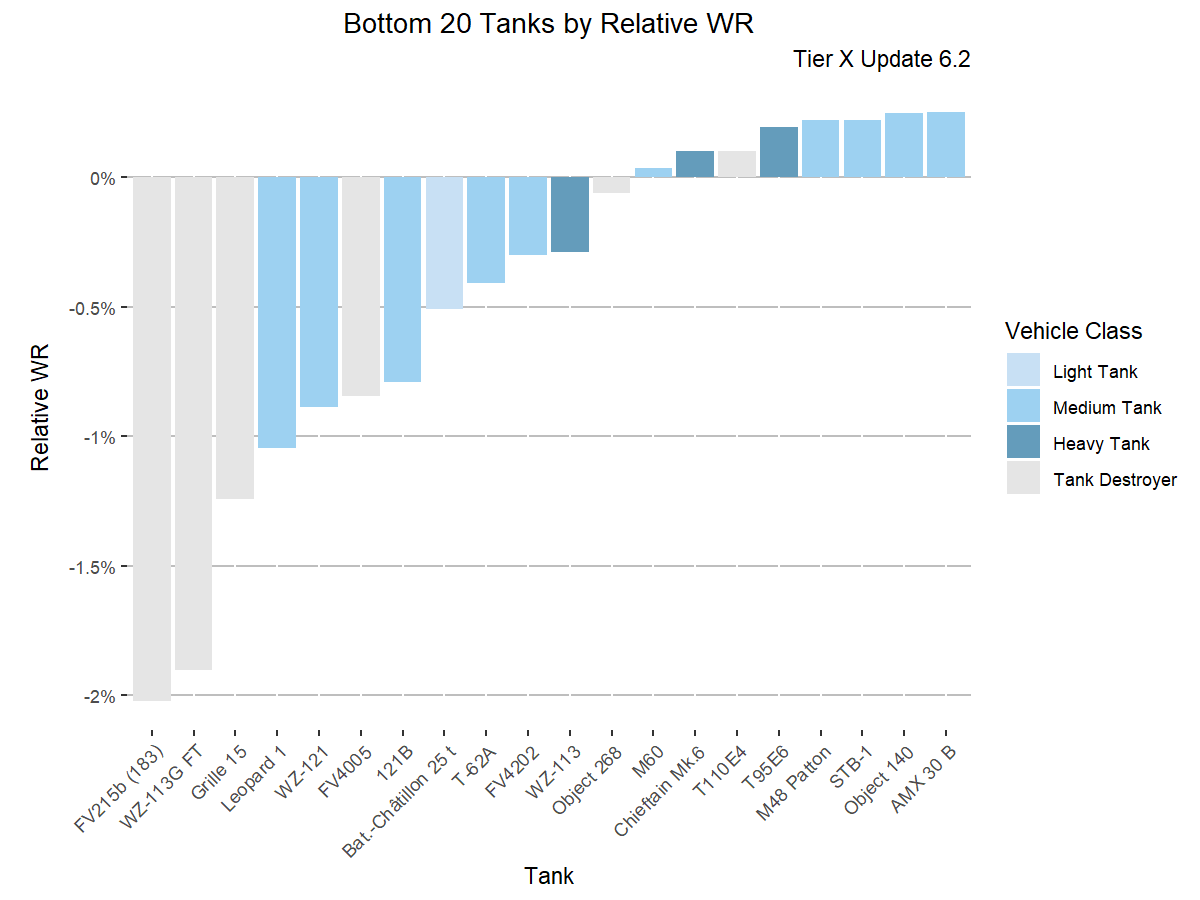 Bottom 20 Tanks by Relative WR
Tier X Update 6.2
0%
-0.5%
-1%
-1.5%
-2%
Relative WR
FV215b (183)
WZ-113G FT
Grille 15
Leopard 1
WZ-121
FV4005
121B
Bat.-Châtillon 25 t
T-62A
FV4202
WZ-113
Object 268
M60
Chieftain Mk.6
T110E4
T95E6
M48 Patton
STB-1
Object 140
AMX 30 B
Tank
Vehicle Class
Light Tank
Medium Tank
Heavy Tank
Tank Destroyer